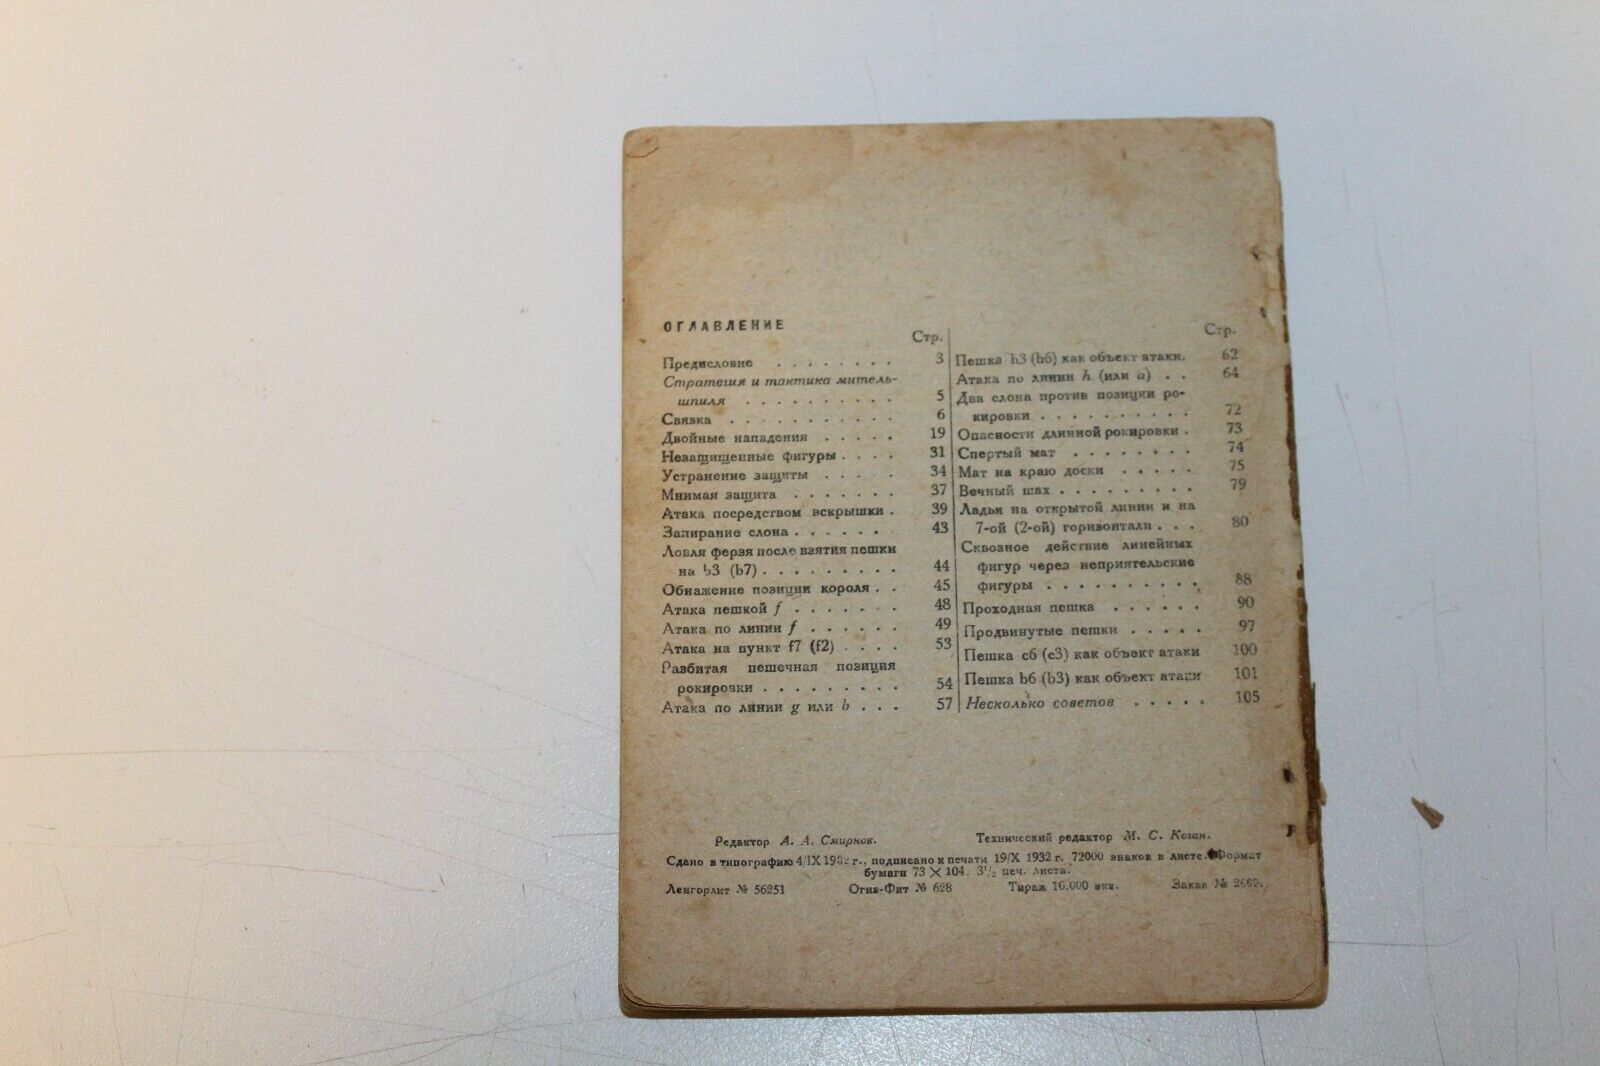 ОГЛАВЛЕНИЕ
Стр.
Предисловие . . . . . . . . 3
Стратегия и тактика митель-
шпиля . . . . . . . . . . 5
Связка . . . . . . . . . . . 6
Двойные нападения . . . . . 19
Незащищенные фигуры . . . . 31
Устранение защиты . . . . . 34
Мнимая защита . . . . . . . 37
Атака посредством вскрышки . 39
Запирание слона . . . . . . 43
Ловля ферзя после взятия пешки
на b3 (b7) . . . . . . . . . 44
Обнажение позиции короля . . 45
Атака пешкой f . . . . . . . 48
Атака по линии f . . . . . . 49
Атака на пункт f7 (f2) . . . . 53
Разбитая пешечная позиция
рокировки . . . . . . . . . 54
Атака по линии g или b . . . 57
Стр.
Пешка h3 (h6) как объект атаки. 62
Атака по линии h (или a) . . 64
Два слона против позиции ро-
кировки . . . . . . . . . . 72
Опасности длинной рокировки . 73
Спертый мат . . . . . . . . 74
Мат на краю доски . . . . . 75
Вечный шах . . . . . . . . . 79
Ладья на открытой линии и на
7-ой (2-ой) горизонтали . . . 80
Сквозное действие линейных
фигур через неприятельские
фигуры . . . . . . . . . . 88
Проходная пешка . . . . . . 90
Продвинутые пешки . . . . . 97
Пешка c6 (c3) как объект атаки 100
Пешка b6 (b3) как объект атаки 101
Несколько советов . . . . . 105
Редактор А. А. Смирнов. Технический редактор М. С. Коган.
Сдано в типографию 4/IX 1932 г., подписано к печати 19/X 1932 г. 72000 знаков в листе. Формат
бумаги 73 × 104. 3 1/2 печ. листа.
Ленгорлит № 56251 Огиз-Фит № 628 Тираж 10.000 экз. Заказ №